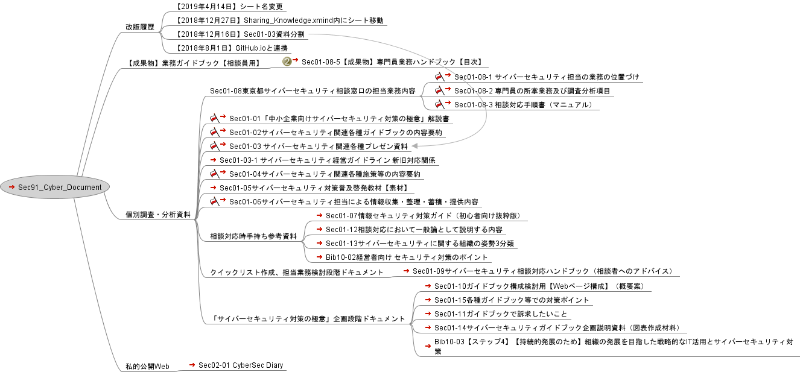 改版履歴
【2019年4月14日】シート名変更
【2018年12月27日】Sharing_Knowledge.xmind内にシート移動
【2018年12月16日】Sec01-03資料分割
【2018年8月1日】GitHub.ioと連携
【成果物】業務ガイドブック【相談員用】
Sec01-08-5【成果物】専門員業務ハンドブック【目次】
Sec01-08東京都サイバーセキュリティ相談窓口の担当業務内容
Sec01-08-1 サイバーセキュリティ担当の業務の位置づけ
Sec01-08-2 専門員の所掌業務及び調査分析項目
Sec01-08-3 相談対応手順書（マニュアル）
Sec01-01「中小企業向けサイバーセキュリティ対策の極意」解説書
Sec01-02サイバーセキュリティ関連各種ガイドブックの内容要約
Sec01-03 サイバーセキュリティ関連各種プレゼン資料
Sec01-03-1 サイバーセキュリティ経営ガイドライン 新旧対応関係
Sec01-04サイバーセキュリティ関連各種施策等の内容要約
Sec91_Cyber_Document
Sec01-05サイバーセキュリティ対策普及啓発教材【素材】
Sec01-06サイバーセキュリティ担当による情報収集・整理・蓄積・提供内容
個別調査・分析資料
Sec01-07情報セキュリティ対策ガイド（初心者向け抜粋版）
Sec01-12相談対応において一般論として説明する内容
相談対応時手持ち参考資料
Sec01-13サイバーセキュリティに関する組織の姿勢3分類
Bib10-02経営者向け セキュリティ対策のポイント
クイックリスト作成、担当業務検討段階ドキュメント
Sec01-09サイバーセキュリティ相談対応ハンドブック（相談者へのアドバイス）
Sec01-10ガイドブック構成検討用【Webページ構成】（概要案）
Sec01-15各種ガイドブック等での対策ポイント
Sec01-11ガイドブックで訴求したいこと
「サイバーセキュリティ対策の極意」企画段階ドキュメント
Sec01-14サイバーセキュリティガイドブック企画説明資料（図表作成材料）
Bib10-03【ステップ4】【持続的発展のため】組織の発展を目指した戦略的なIT活用とサイバーセキュリティ対
策
私的公開Web
Sec02-01 CyberSec Diary